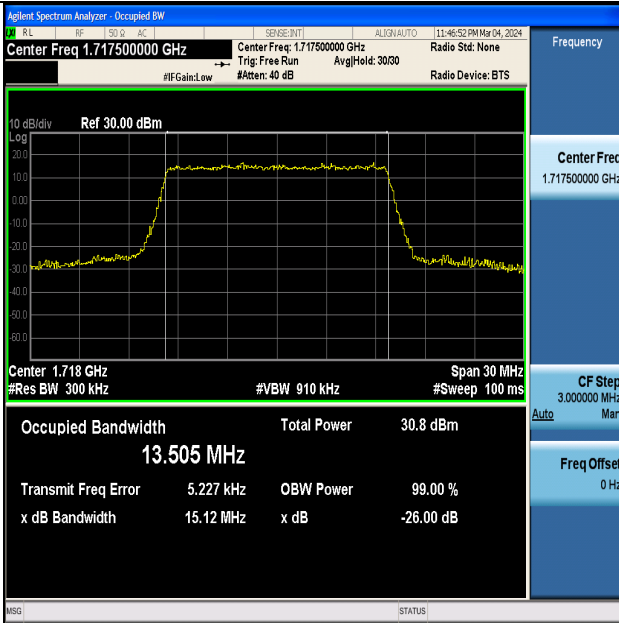 Agilent Spectrum Analyzer - Occupied BW
LXI RL RF 50 Ω AC SENSE:INT ALIGN AUTO 11:46:52 PM Mar 04, 2024
Center Freq 1.717500000 GHz Center Freq: 1.717500000 GHz Radio Std: None
Trig: Free Run Avg|Hold: 30/30
#IFGain:Low #Atten: 40 dB Radio Device: BTS
10 dB/div Ref 30.00 dBm
Log
20.0
10.0
0.00
-10.0
-20.0
-30.0
-40.0
-50.0
-60.0
Center 1.718 GHz Span 30 MHz
#Res BW 300 kHz #VBW 910 kHz #Sweep 100 ms
Occupied Bandwidth Total Power 30.8 dBm
13.505 MHz
Transmit Freq Error 5.227 kHz OBW Power 99.00 %
x dB Bandwidth 15.12 MHz x dB -26.00 dB
MSG STATUS
Frequency
Center Freq
1.717500000 GHz
CF Step
3.000000 MHz
Auto Man
Freq Offset
0 Hz